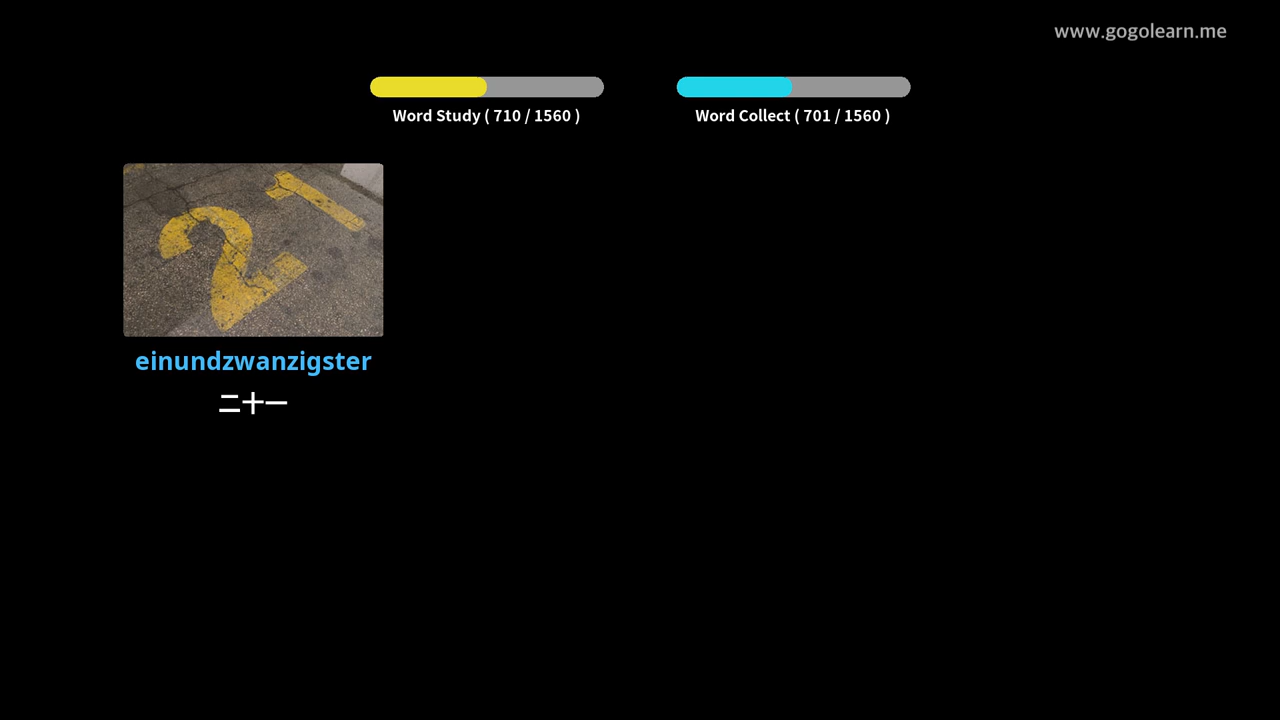 www.gogolearn.me
Word Study ( 710 / 1560 )
Word Collect ( 701 / 1560 )
21
einundzwanzigster
二十一